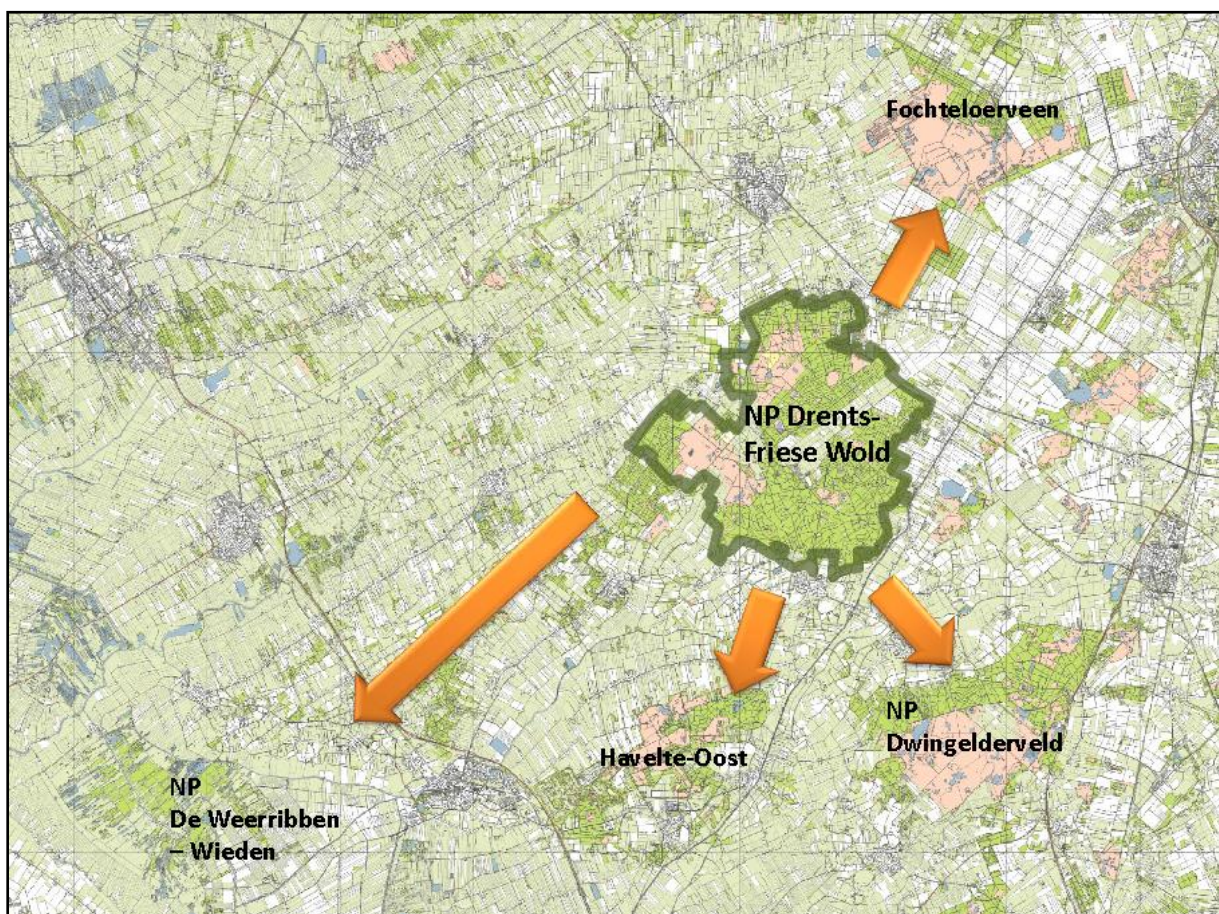 Fochteloerveen
NP Drents-
Friese Wold
NP
Dwingelderveld
Havelte-Oost
NP
De Weerribben
– Wieden